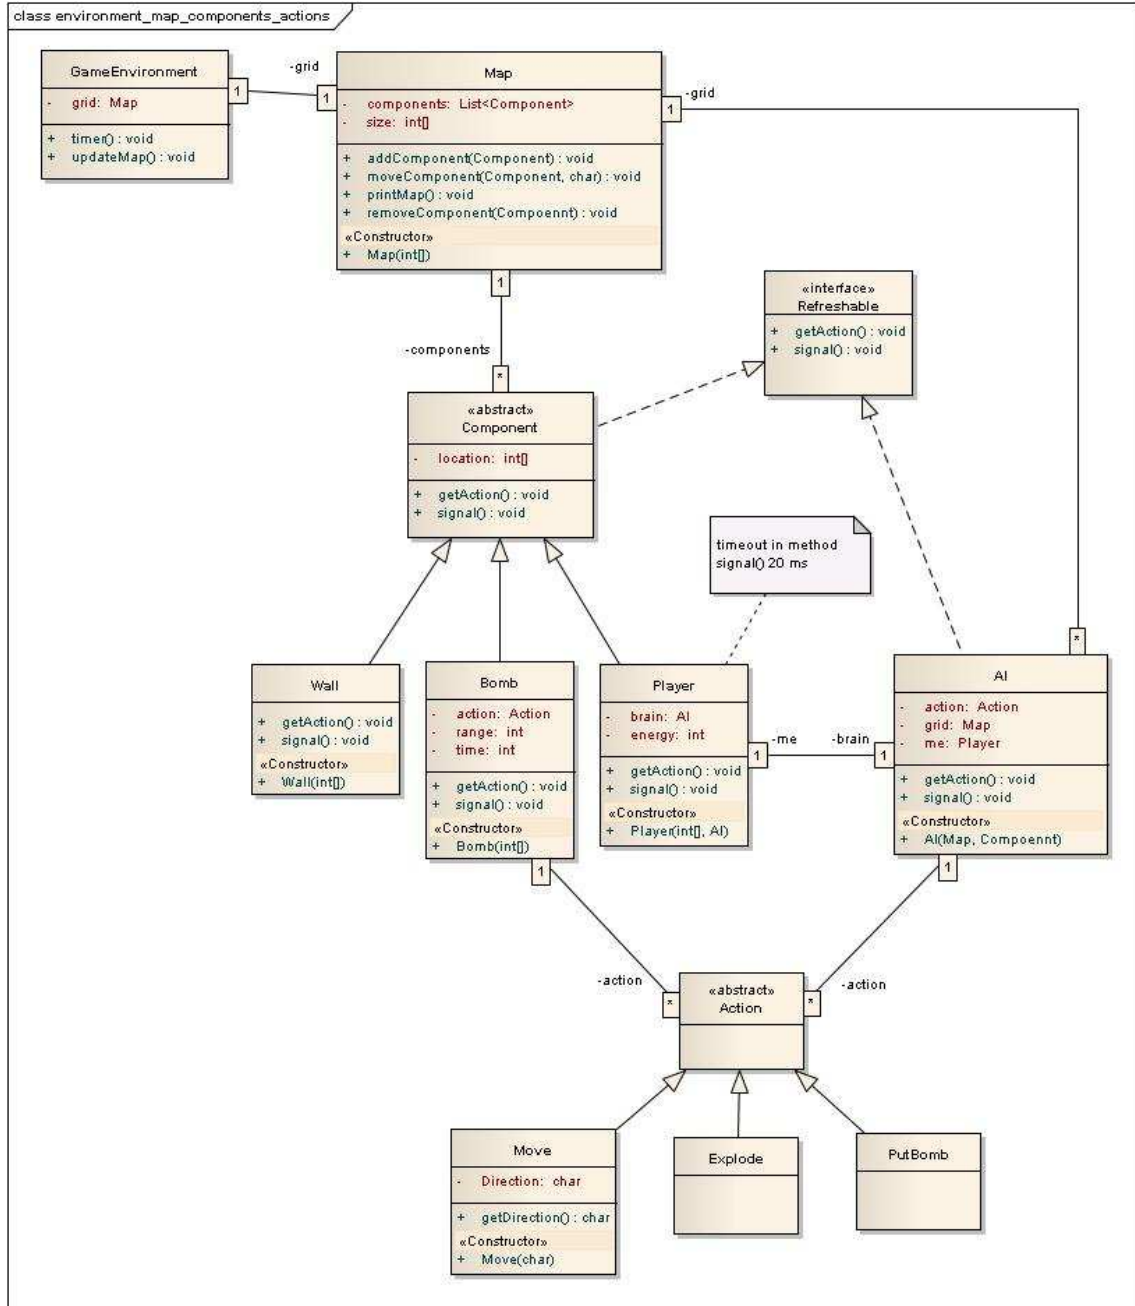 class environment_map_components_actions
GameEnvironment
- grid: Map
+ timer() : void
+ updateMap() : void
1
-grid
1
Map
- components: List<Component>
- size: int[]
+ addComponent(Component) : void
+ moveComponent(Component, char) : void
+ printMap() : void
+ removeComponent(Compoennt) : void
«Constructor»
+ Map(int[])
1
-grid
1
-components
*
«interface»
Refreshable
+ getAction() : void
+ signal() : void
«abstract»
Component
- location: int[]
+ getAction() : void
+ signal() : void
timeout in method
signal() 20 ms
*
Wall
+ getAction() : void
+ signal() : void
«Constructor»
+ Wall(int[])
Bomb
- action: Action
- range: int
- time: int
+ getAction() : void
+ signal() : void
«Constructor»
+ Bomb(int[])
1
Player
- brain: AI
- energy: int
+ getAction() : void
+ signal() : void
«Constructor»
+ Player(int[], AI)
1
-me
-brain
1
AI
- action: Action
- grid: Map
- me: Player
+ getAction() : void
+ signal() : void
«Constructor»
+ AI(Map, Compoennt)
1
-action
*
«abstract»
Action
*
-action
Move
- Direction: char
+ getDirection() : char
«Constructor»
+ Move(char)
Explode
PutBomb